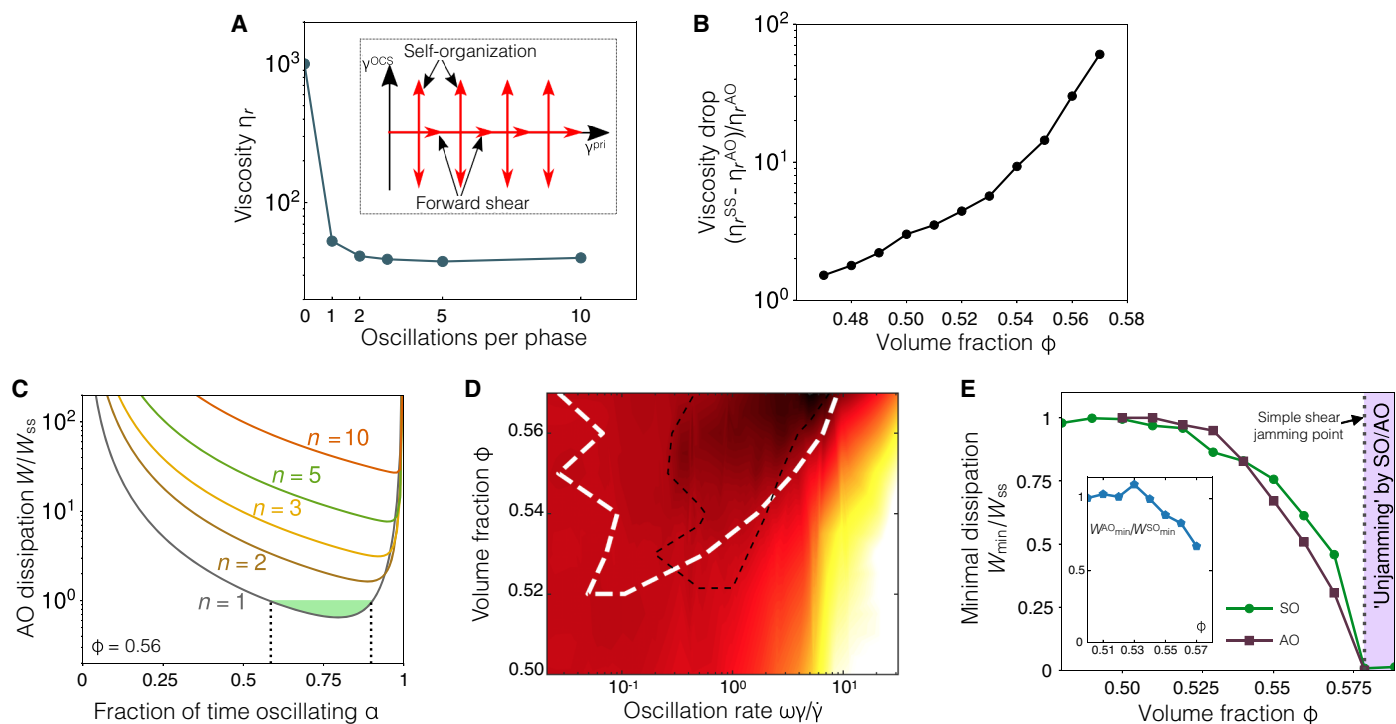 A
Viscosity ηr
10³
10²
0
1
2
5
10
Oscillations per phase
Self-organization
γOCS
γpri
Forward shear
B
Viscosity drop
(ηrSS - ηrAO)/ηrAO
10²
10¹
10⁰
0.48
0.50
0.52
0.54
0.56
0.58
Volume fraction ϕ
C
AO dissipation W/Wss
10²
10¹
10⁰
n = 10
n = 5
n = 3
n = 2
n = 1
ϕ = 0.56
0
0.25
0.5
0.75
1
Fraction of time oscillating α
D
Volume fraction ϕ
0.56
0.54
0.52
0.50
10⁻¹
10⁰
10¹
Oscillation rate ωγ/γ̇
E
Minimal dissipation
Wmin/Wss
1
0.75
0.5
0.25
0
Simple shear
jamming point
'Unjamming' by SO/AO
1
WAOmin/WSOmin
0.5
0
ϕ
0.51
0.53
0.55
0.57
SO
AO
0.50
0.525
0.55
0.575
Volume fraction ϕ